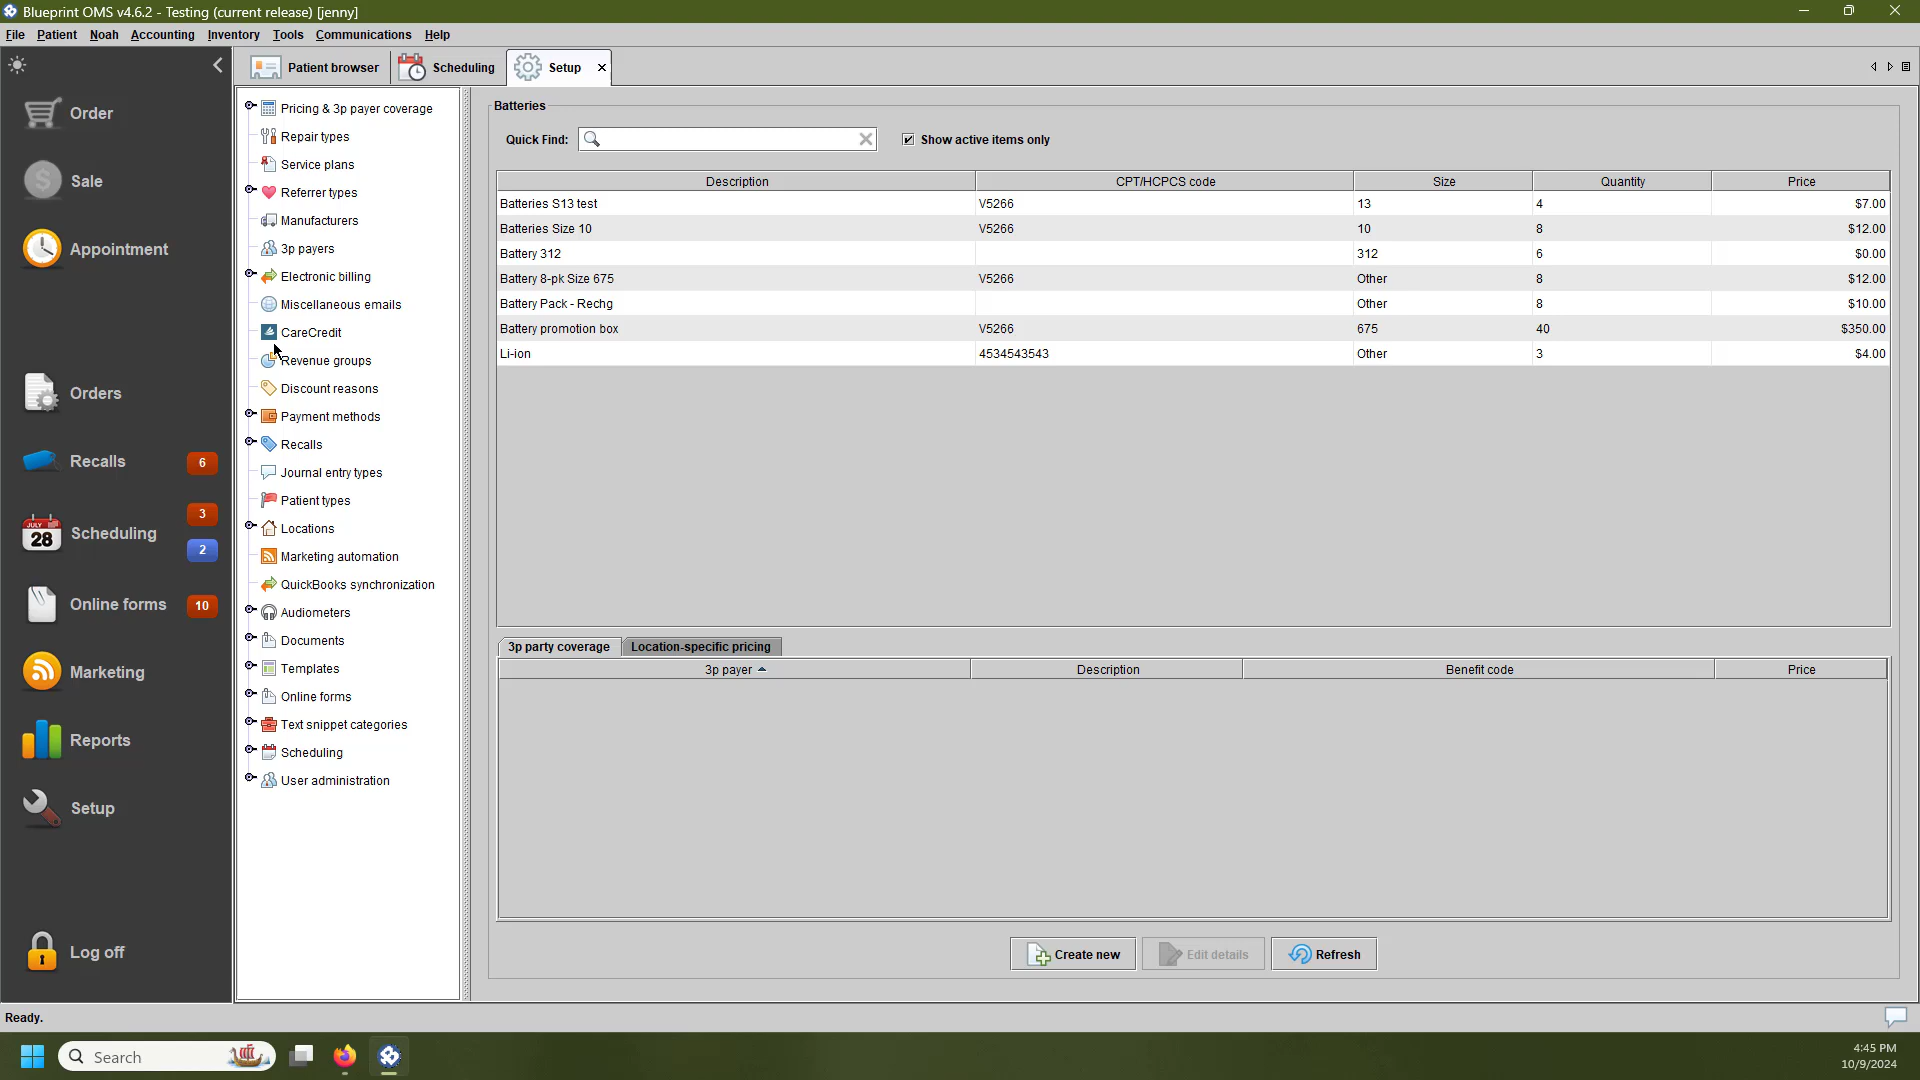 Blueprint OMS v4.6.2 - Testing (current release) [jenny]
File Patient Noah Accounting Inventory Tools Communications Help
Patient browser Scheduling Setup
Order
Sale
Appointment
Orders
Recalls 6
3
JULY 28 Scheduling
2
Online forms 10
Marketing
Reports
Setup
Log off
Pricing & 3p payer coverage
Repair types
Service plans
Referrer types
Manufacturers
3p payers
Electronic billing
Miscellaneous emails
CareCredit
Revenue groups
Discount reasons
Payment methods
Recalls
Journal entry types
Patient types
Locations
Marketing automation
QuickBooks synchronization
Audiometers
Documents
Templates
Online forms
Text snippet categories
Scheduling
User administration
Batteries
Quick Find: Show active items only
Description CPT/HCPCS code Size Quantity Price
Batteries S13 test V5266 13 4 $7.00
Batteries Size 10 V5266 10 8 $12.00
Battery 312 312 6 $0.00
Battery 8-pk Size 675 V5266 Other 8 $12.00
Battery Pack - Rechg Other 8 $10.00
Battery promotion box V5266 675 40 $350.00
Li-ion 4534543543 Other 3 $4.00
3p party coverage Location-specific pricing
3p payer Description Benefit code Price
Create new Edit details Refresh
Ready.
Search
4:45 PM
10/9/2024